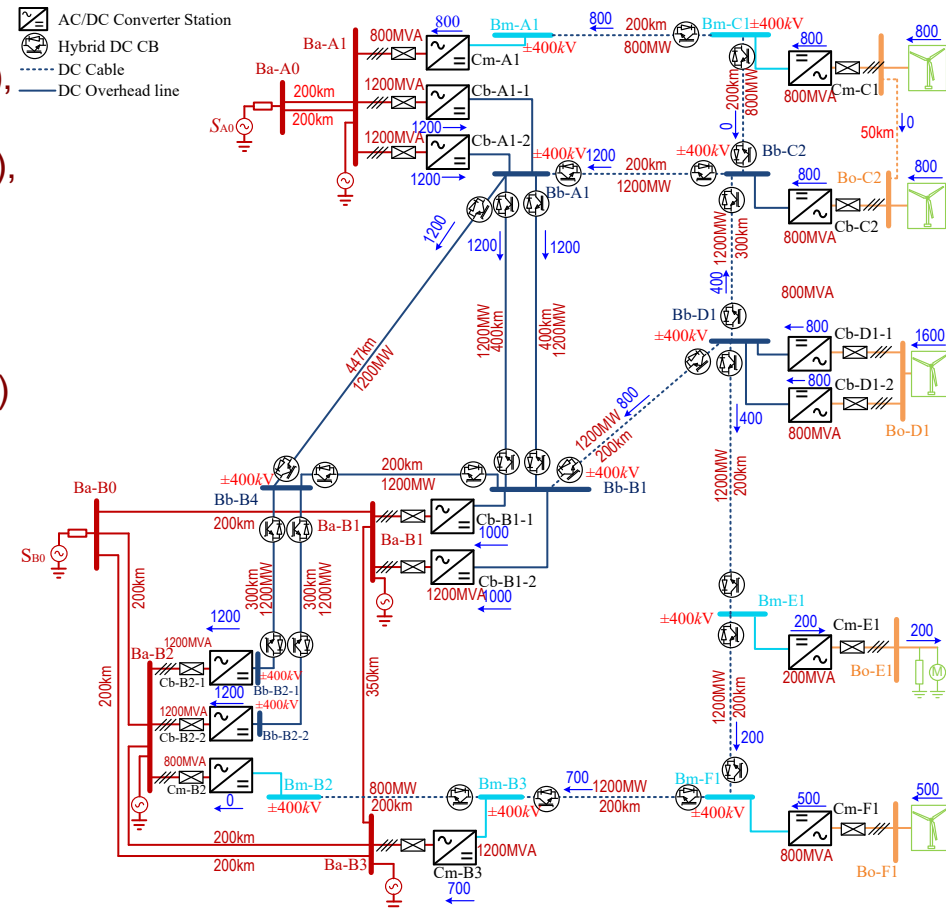 AC/DC Converter Station
Hybrid DC CB
DC Cable
DC Overhead line
),
),
)
Ba-A1
Ba-A0
800MVA
800
Cm-A1
Bm-A1
±400kV
800
200km
800MW
Bm-C1
±400kV
800
800MVA
Cm-C1
800
200km
200km
SA0
1200MVA
Cb-A1-1
1200
1200MVA
Cb-A1-2
1200
200km
800MW
0
50km
0
±400kV
1200
200km
1200MW
±400kV
Bb-C2
Bb-A1
Bo-C2
800
800MVA
Cb-C2
800
1200
1200
1200
1200MW
300km
400
800MVA
Bb-D1
±400kV
447km
1200MW
1200MW
400km
400km
1200MW
800
Cb-D1-1
1600
800
Cb-D1-2
800MVA
Bo-D1
800
1200MW
200km
400
1200MW
200km
±400kV
Bb-B4
200km
1200MW
±400kV
Bb-B1
Ba-B0
200km
Ba-B1
Ba-B1
Cb-B1-1
1000
Cb-B1-2
1200MVA
1000
SB0
200km
300km
1200MW
300km
1200MW
1200
Ba-B2
1200MVA
Cb-B2-1
±400kV
Bb-B2-1
1200
±400kV
1200MVA
Cb-B2-2
Bb-B2-2
200km
350km
±400kV
Bm-E1
200
Cm-E1
200
200MVA
Bo-E1
M
1200MW
200km
200
800MVA
Cm-B2
0
Bm-B2
±400kV
800MW
200km
Bm-B3
±400kV
700
1200MW
200km
Bm-F1
±400kV
500
Cm-F1
500
800MVA
Bo-F1
200km
200km
Ba-B3
1200MVA
Cm-B3
700